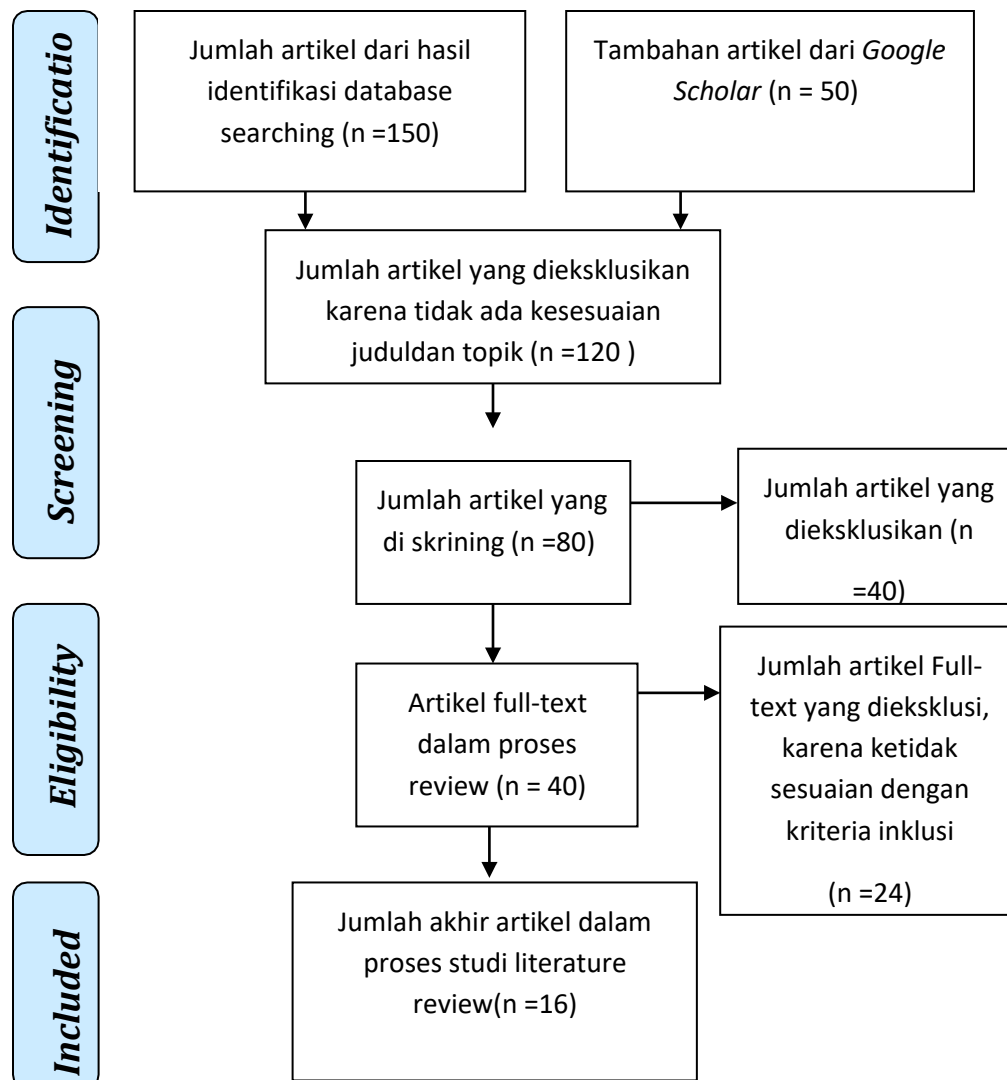 Identificatio
Jumlah artikel dari hasil
identifikasi database
searching (n =150)
Tambahan artikel dari Google
Scholar (n = 50)
Jumlah artikel yang dieksklusikan
karena tidak ada kesesuaian
juduldan topik (n =120 )
Screening
Jumlah artikel yang
di skrining (n =80)
Jumlah artikel yang
dieksklusikan (n
=40)
Eligibility
Artikel full-text
dalam proses
review (n = 40)
Jumlah artikel Full-
text yang dieksklusi,
karena ketidak
sesuaian dengan
kriteria inklusi
(n =24)
Included
Jumlah akhir artikel dalam
proses studi literature
review(n =16)